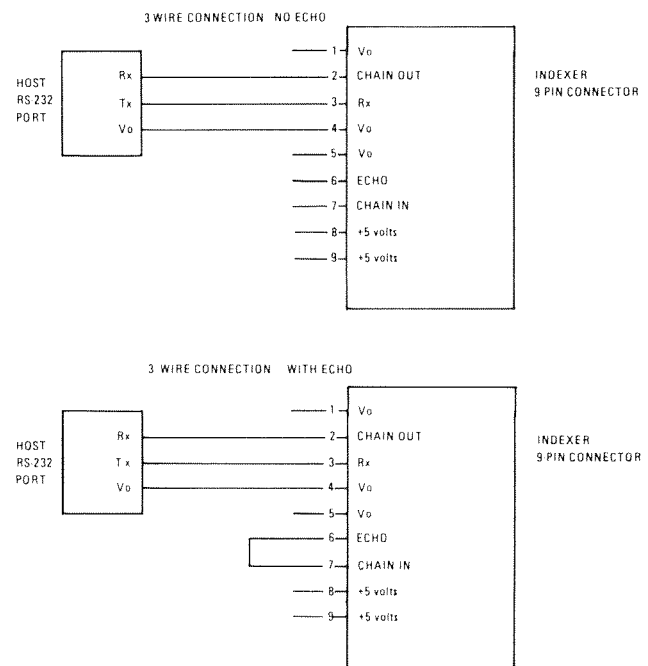 3 WIRE CONNECTION NO ECHO
HOST
RS-232
PORT
Rx
Tx
Vo
1 Vo
2 CHAIN OUT
3 Rx
4 Vo
5 Vo
6 ECHO
7 CHAIN IN
8 +5 volts
9 +5 volts
INDEXER
9 PIN CONNECTOR
3 WIRE CONNECTION WITH ECHO
HOST
RS-232
PORT
Rx
Tx
Vo
1 Vo
2 CHAIN OUT
3 Rx
4 Vo
5 Vo
6 ECHO
7 CHAIN IN
8 +5 volts
9 +5 volts
INDEXER
9-PIN CONNECTOR